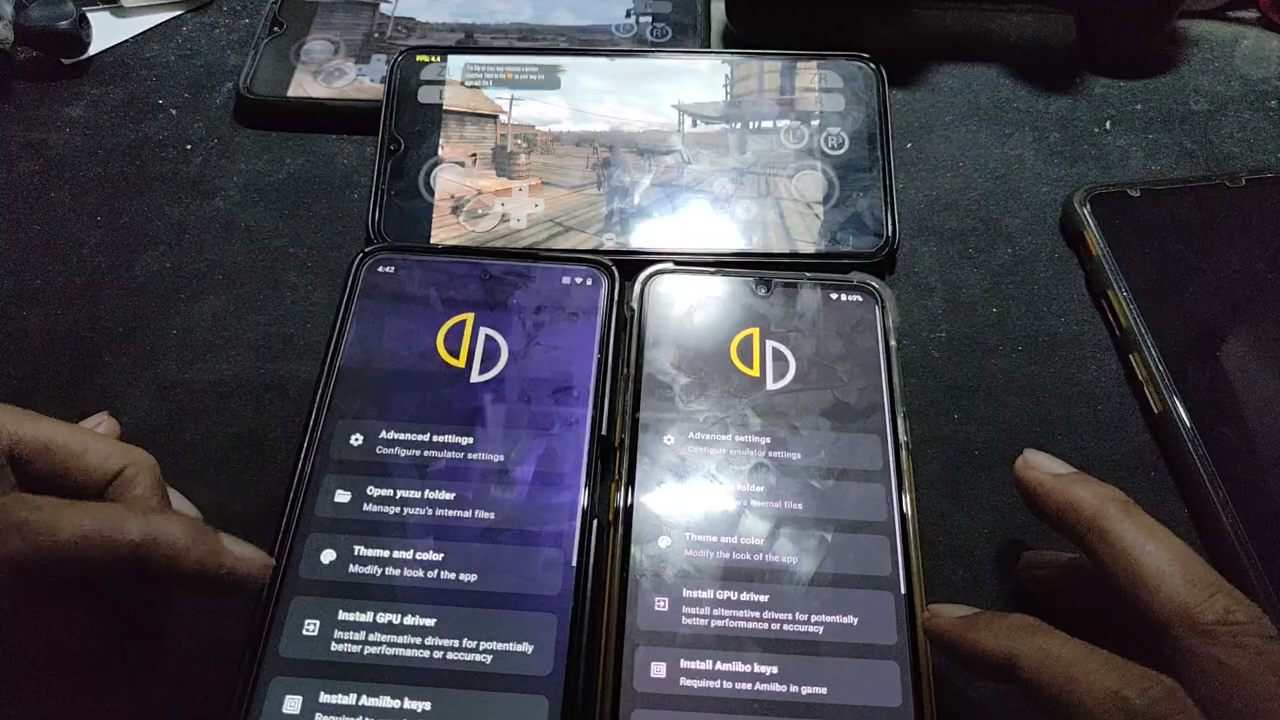 R
ZR
R
L
R
4:42
69%
Advanced settings
Configure emulator settings
Open yuzu folder
Manage yuzu's internal files
Theme and color
Modify the look of the app
Install GPU driver
Install alternative drivers for potentially
better performance or accuracy
Install Amiibo keys
Required to
Advanced settings
Configure emulator settings
folder
's internal files
Theme and color
Modify the look of the app
Install GPU driver
Install alternative drivers for potentially
better performance or accuracy
Install Amiibo keys
Required to use Amiibo in game